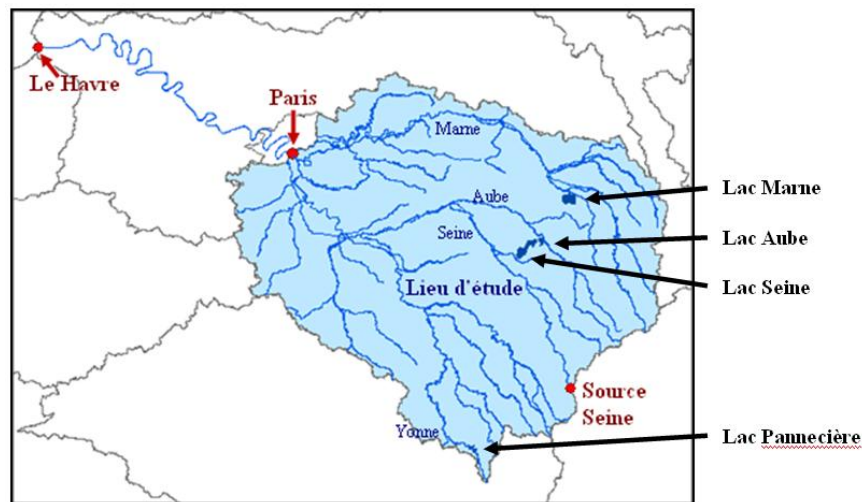 Le Havre
Paris
Marne
Lac Marne
Aube
Lac Aube
Seine
Lac Seine
Lieu d'étude
Source
Seine
Yonne
Lac Pannecière